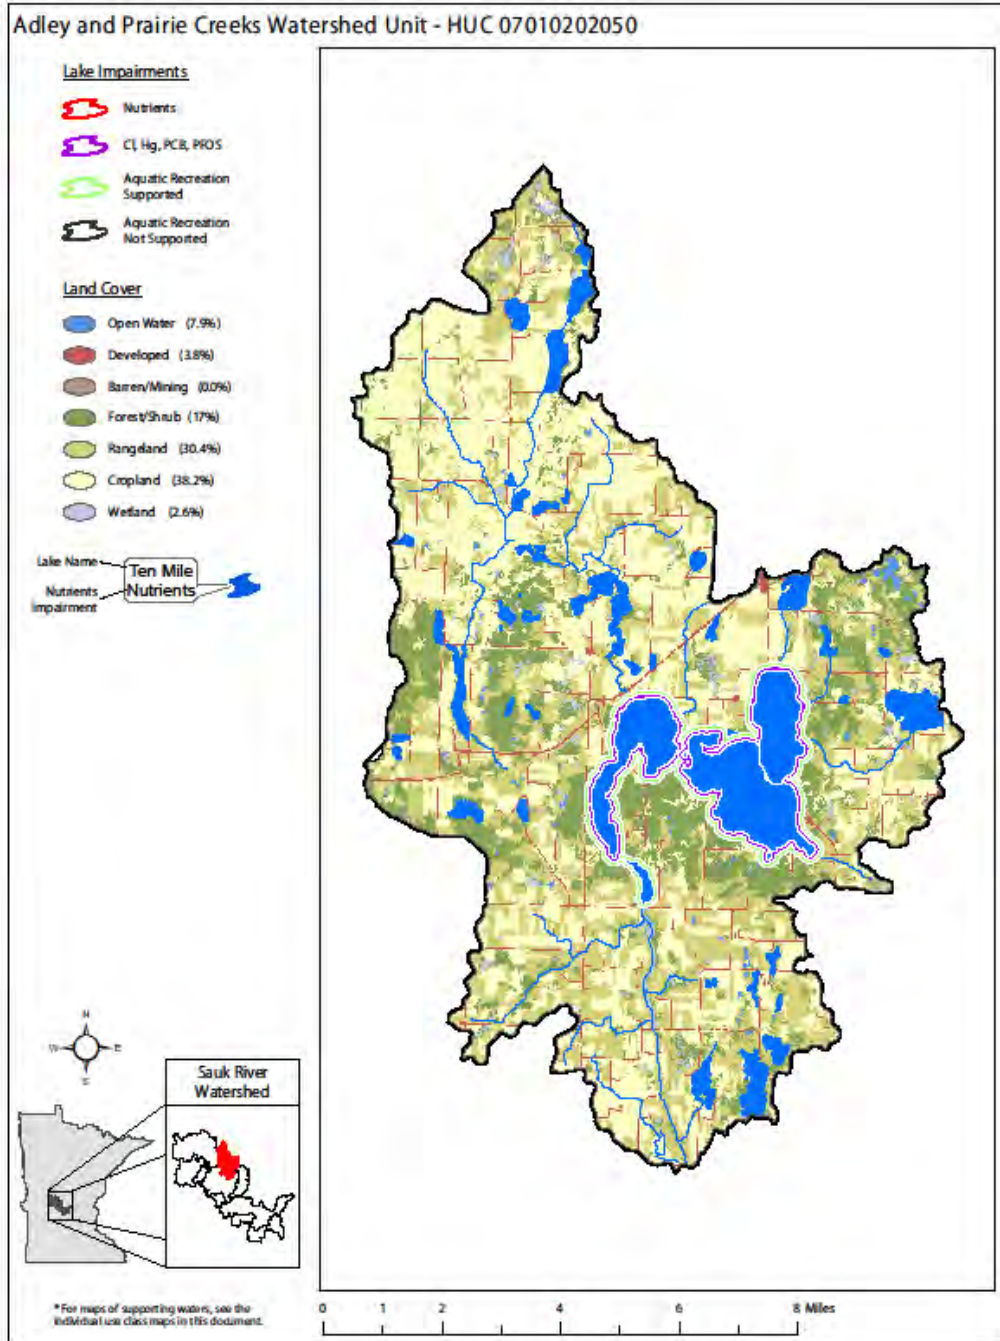 Adley and Prairie Creeks Watershed Unit - HUC 07010202050
Lake Impairments
Nutrients
Cl, Hg, PCB, PFOS
Aquatic Recreation
Supported
Aquatic Recreation
Not Supported
Land Cover
Open Water (7.9%)
Developed (3.8%)
Barren/Mining (0.0%)
Forest/Shrub (17%)
Rangeland (30.4%)
Cropland (38.2%)
Wetland (2.6%)
Lake Name
Nutrients
Impairment
Ten Mile
Nutrients
N
W
E
S
Sauk River
Watershed
*For maps of supporting waters, see the
individual use class maps in this document.
0 1 2 4 6 8 Miles